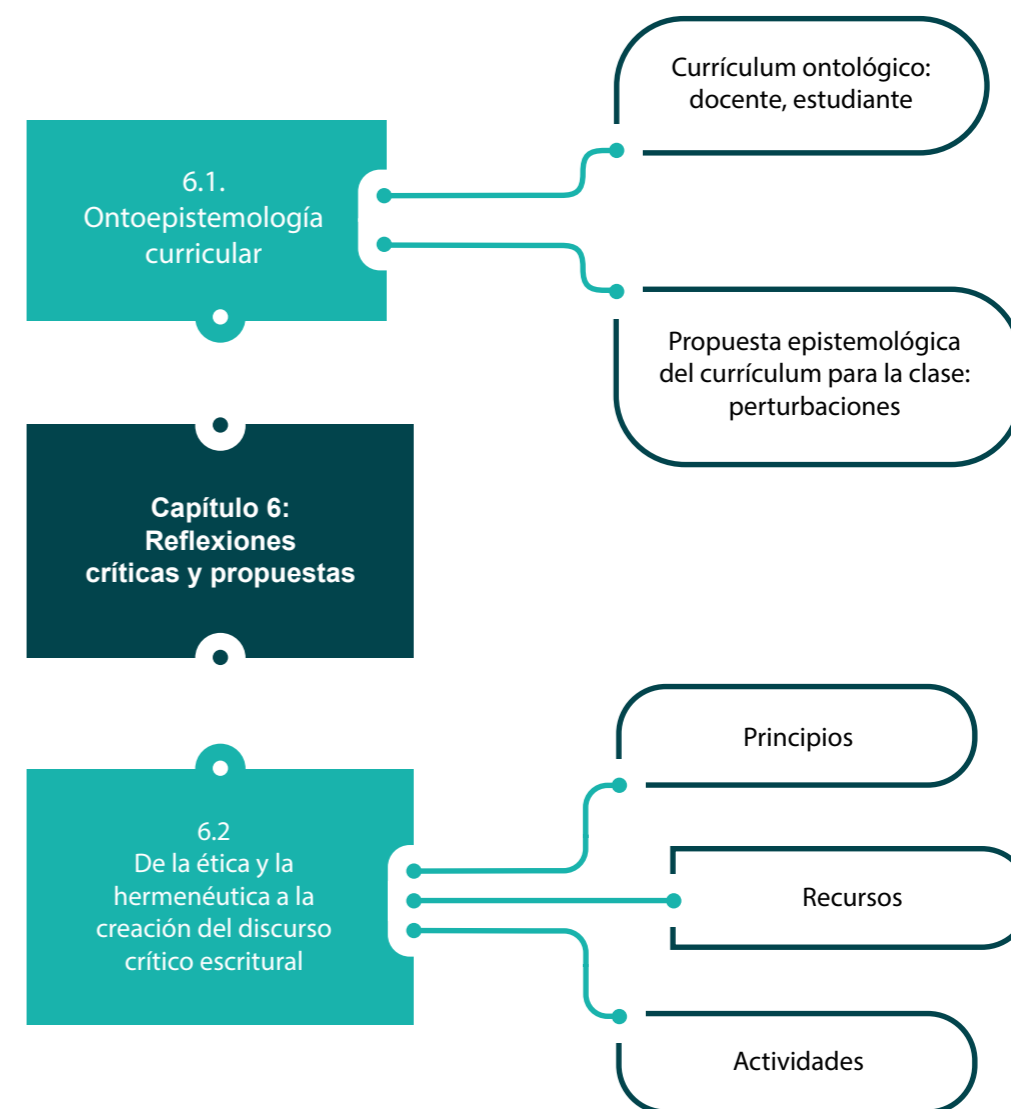 Currículum ontológico:
docente, estudiante
6.1.
Ontoepistemología
curricular
Propuesta epistemológica
del currículum para la clase:
perturbaciones
Capítulo 6:
Reflexiones
críticas y propuestas
Principios
6.2
De la ética y la
hermenéutica a la
creación del discurso
crítico escritural
Recursos
Actividades